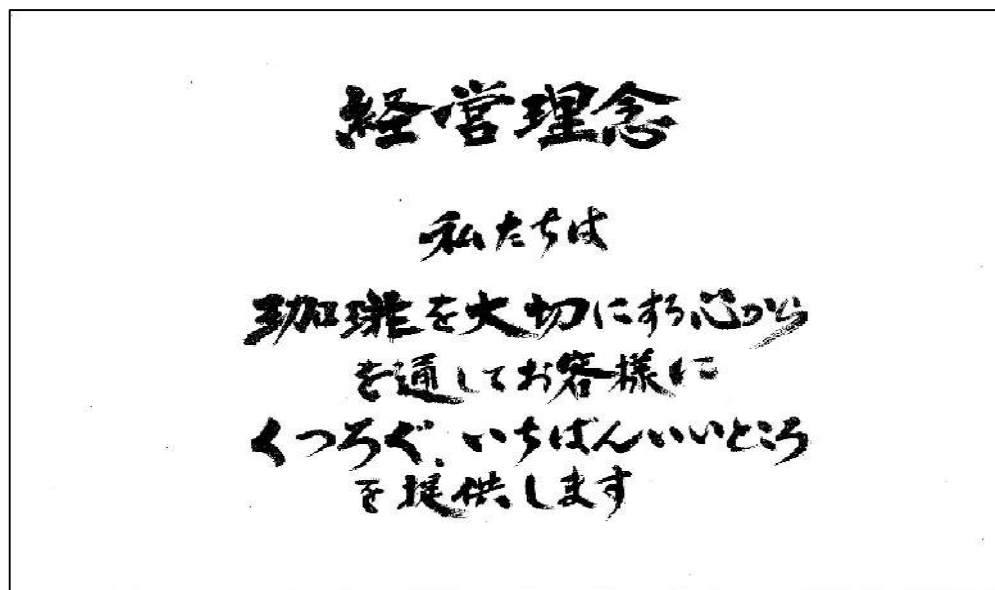 経営理念
私たちは
珈琲を大切にする心から
を通してお客様に
くつろぐ、いちばんいいところ
を提供します